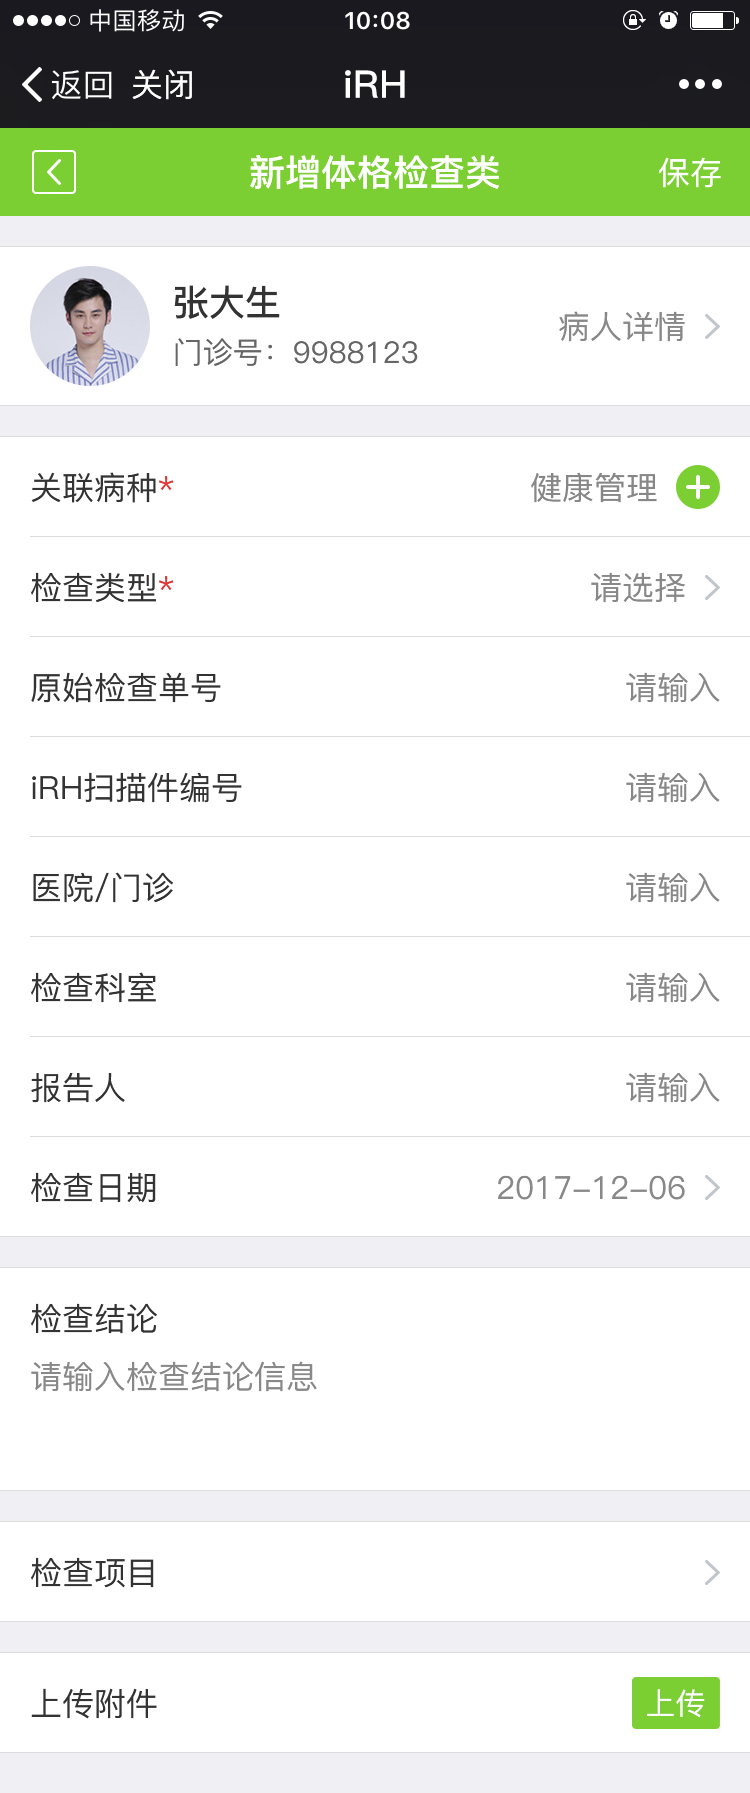 中国移动 10:08
返回 关闭 iRH
新增体格检查类 保存
张大生
门诊号：9988123
病人详情
关联病种* 健康管理
检查类型* 请选择
原始检查单号 请输入
iRH扫描件编号 请输入
医院/门诊 请输入
检查科室 请输入
报告人 请输入
检查日期 2017-12-06
检查结论
请输入检查结论信息
检查项目
上传附件 上传